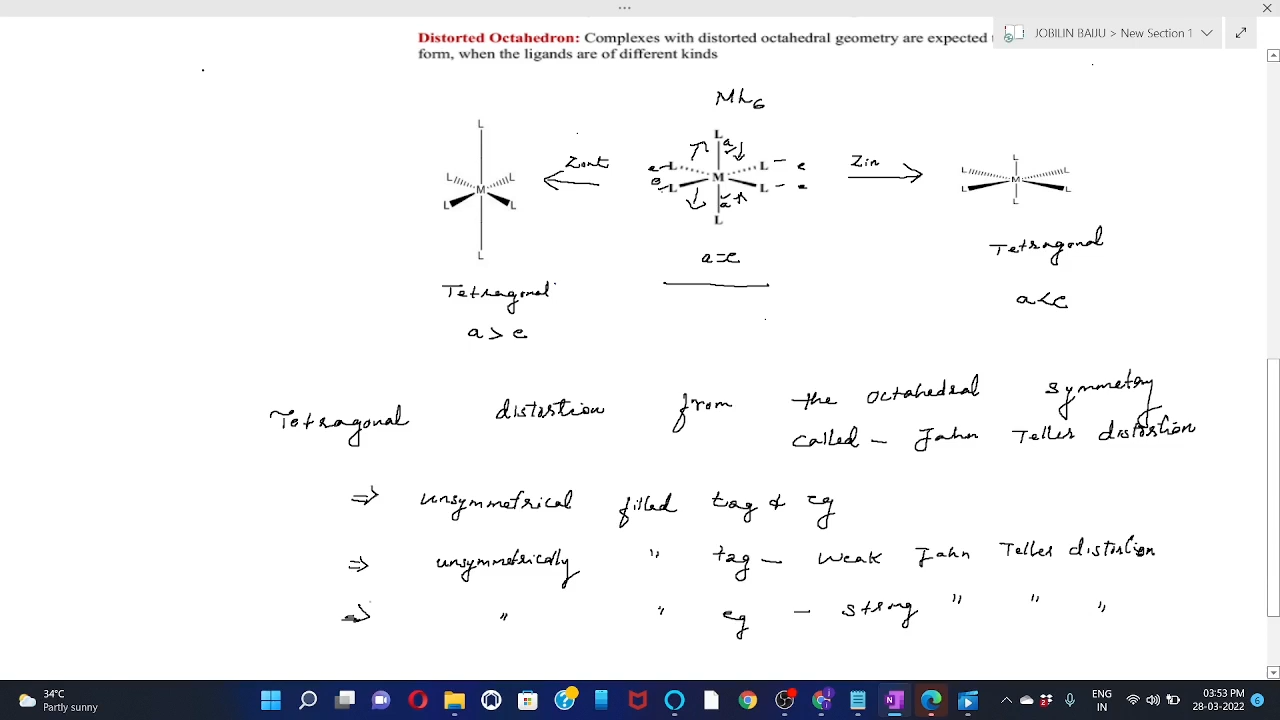 JOBILIN BAIJU > New Section 1
Distorted Octahedron: Complexes with distorted octahedral geometry are expected
form, when the ligands are of different kinds
ML6
L
L
L
L
L
M
L
L
Zout
L
a
e
L
L
e
M
e
L
L
e
a
L
Zin
L
L
L
M
L
L
L
a=e
Tetragonal
a<e
Tetragonal
a > e
Tetragonal distortion from the octahedral symmetry
called - Jahn Teller distortion
⇒ unsymmetrical filled t2g & eg
⇒ unsymmetrically " t2g - weak Jahn Teller distortion
⇒ " " eg - strong " " "
34°C
Partly sunny
ENG
IN
03:53 PM
28-03-2022
6